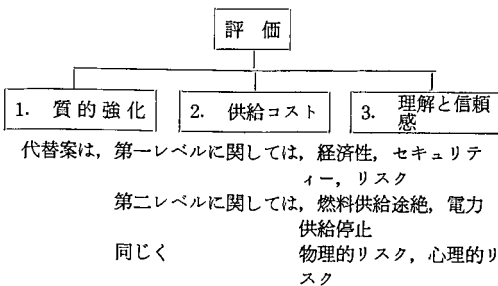 評価
1. 質的強化 2. 供給コスト 3. 理解と信頼感
代替案は，第一レベルに関しては，経済性，セキュリテ
ィー，リスク
第二レベルに関しては，燃料供給途絶，電力
供給停止
同じく 物理的リスク，心理的リ
スク